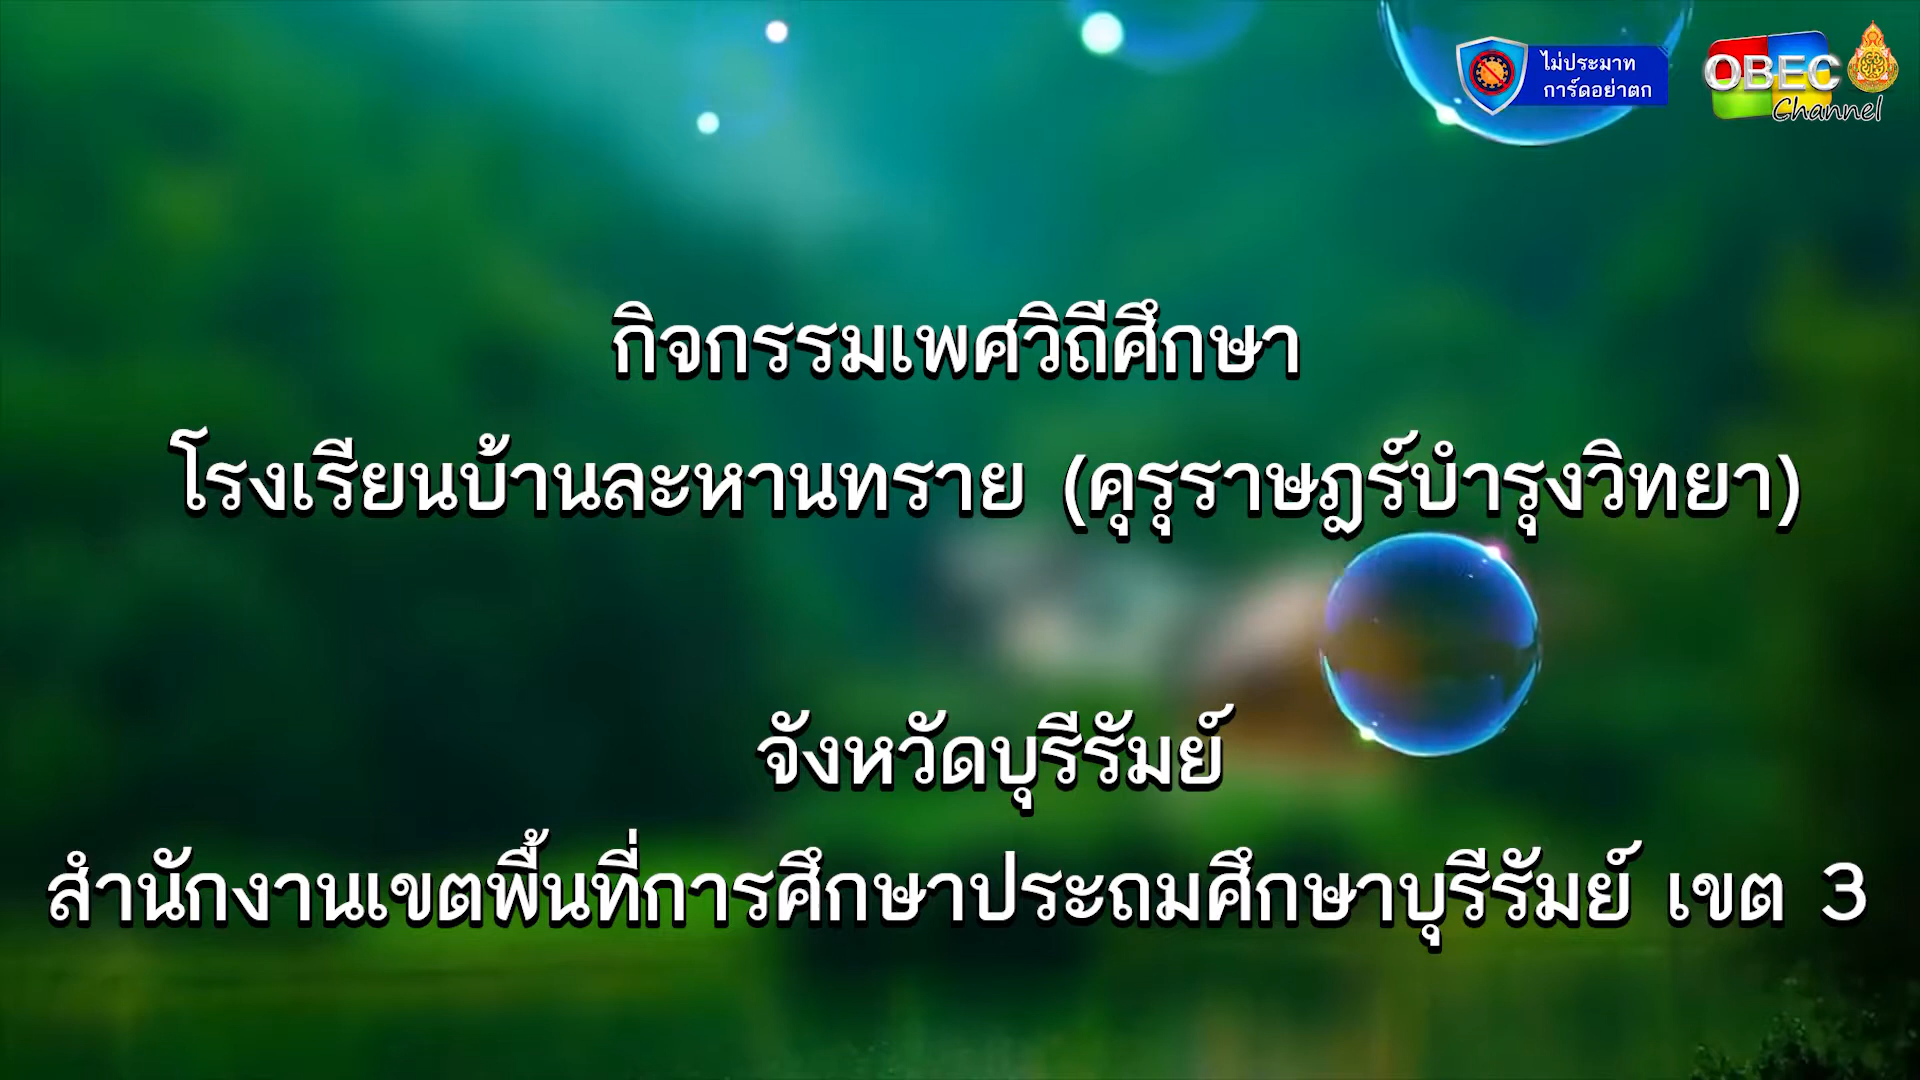 ไม่ประมาท
การ์ดอย่าตก
OBEC
Channel
กิจกรรมเพศวิถีศึกษา
โรงเรียนบ้านละหานทราย (คุรุราษฎร์บำรุงวิทยา)
จังหวัดบุรีรัมย์
สำนักงานเขตพื้นที่การศึกษาประถมศึกษาบุรีรัมย์ เขต 3